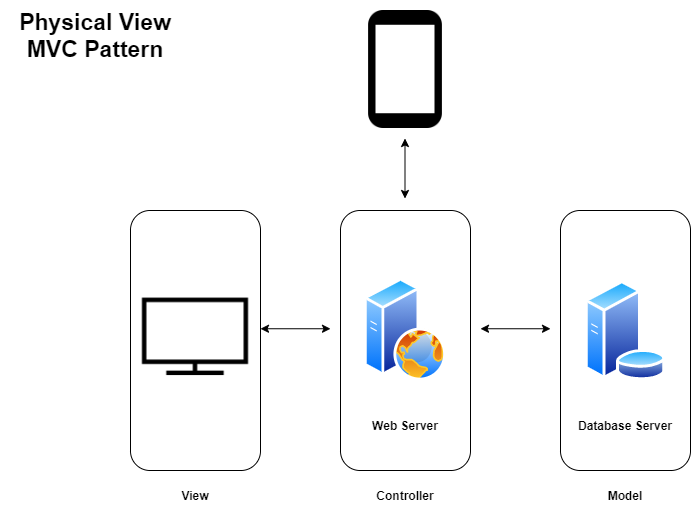 Physical View
MVC Pattern
Web Server
Database Server
View
Controller
Model